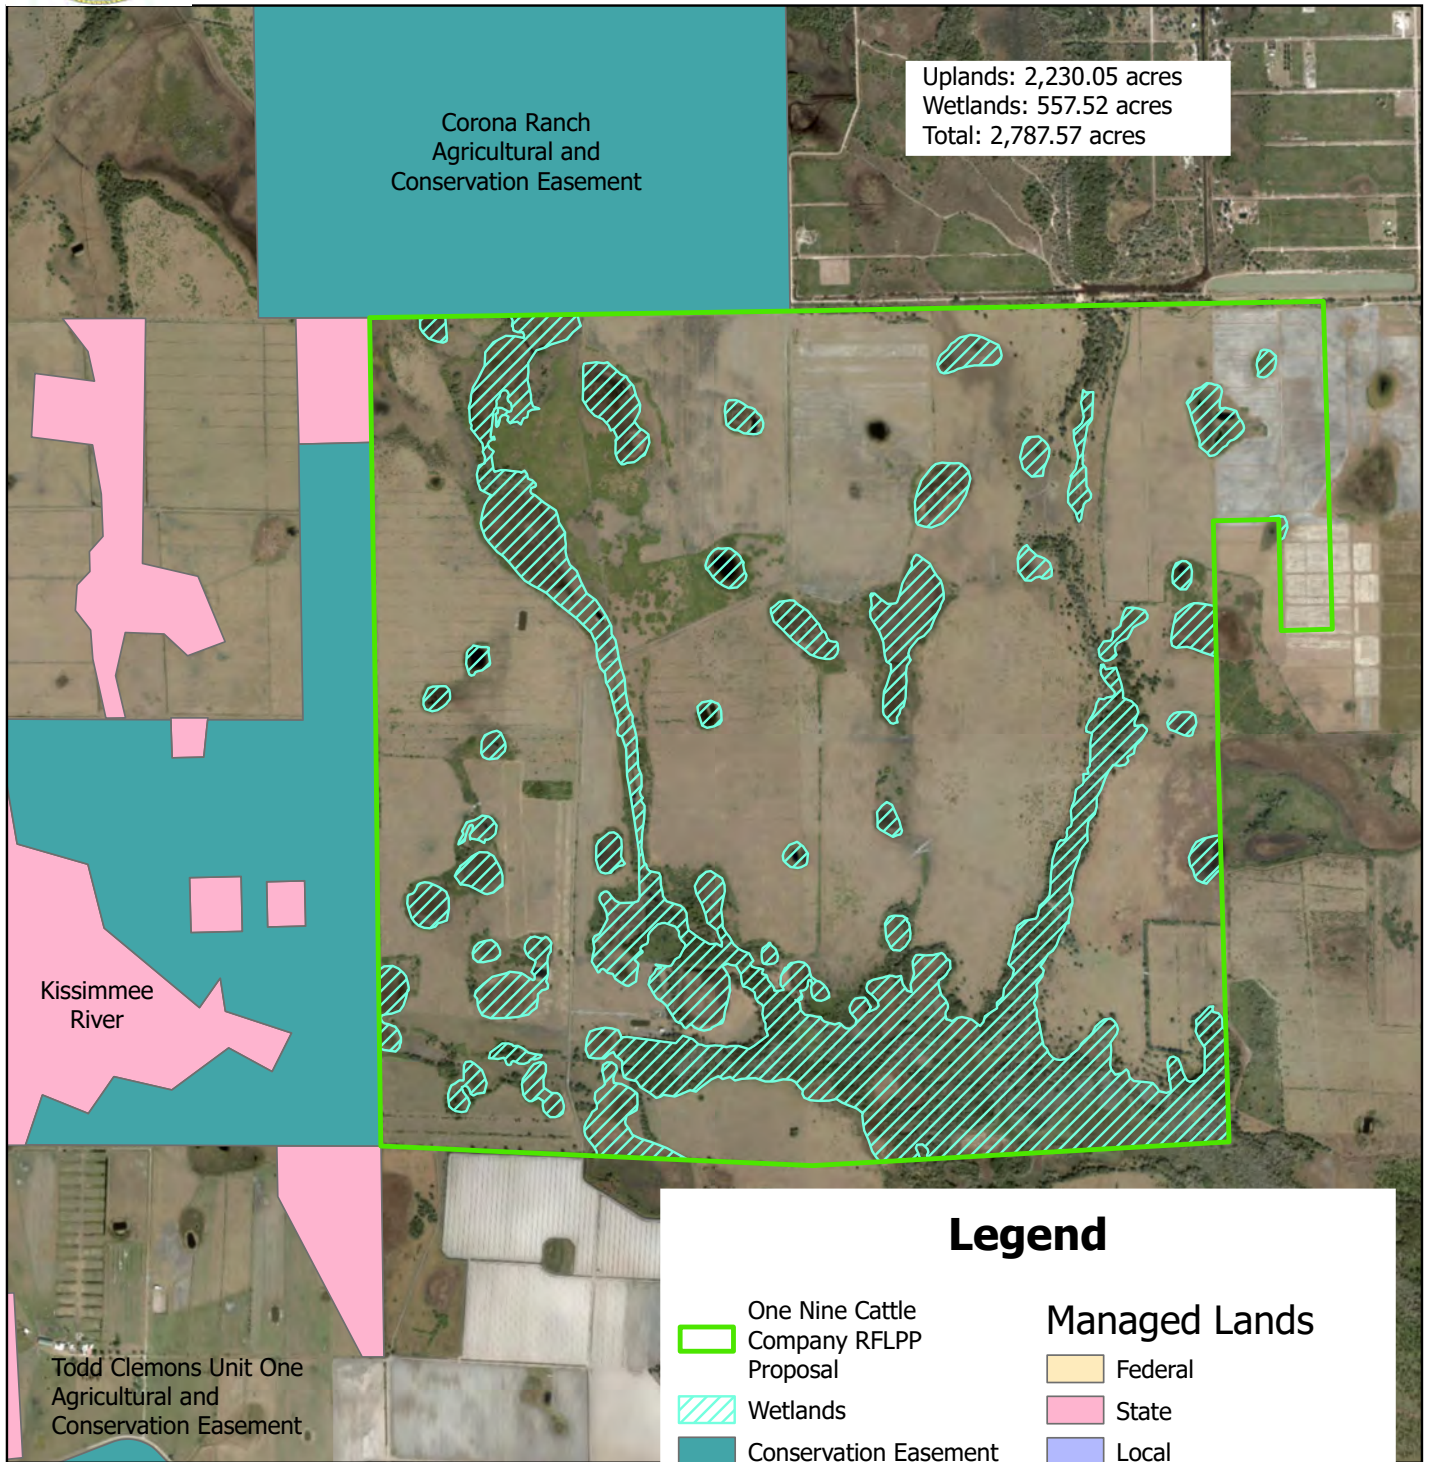 Uplands: 2,230.05 acres
Wetlands: 557.52 acres
Total: 2,787.57 acres
Corona Ranch
Agricultural and
Conservation Easement
Kissimmee
River
Todd Clemons Unit One
Agricultural and
Conservation Easement
Legend
One Nine Cattle
Company RFLPP
Proposal
Wetlands
Conservation Easement
Managed Lands
Federal
State
Local